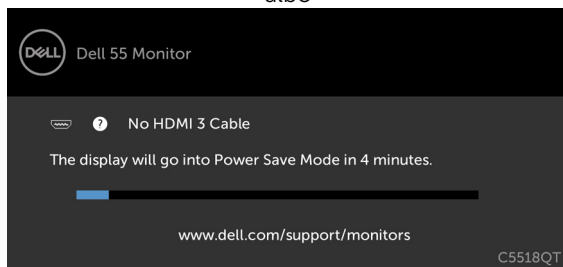 DELL
Dell 55 Monitor
? No HDMI 3 Cable
The display will go into Power Save Mode in 4 minutes.
www.dell.com/support/monitors
C5518QT